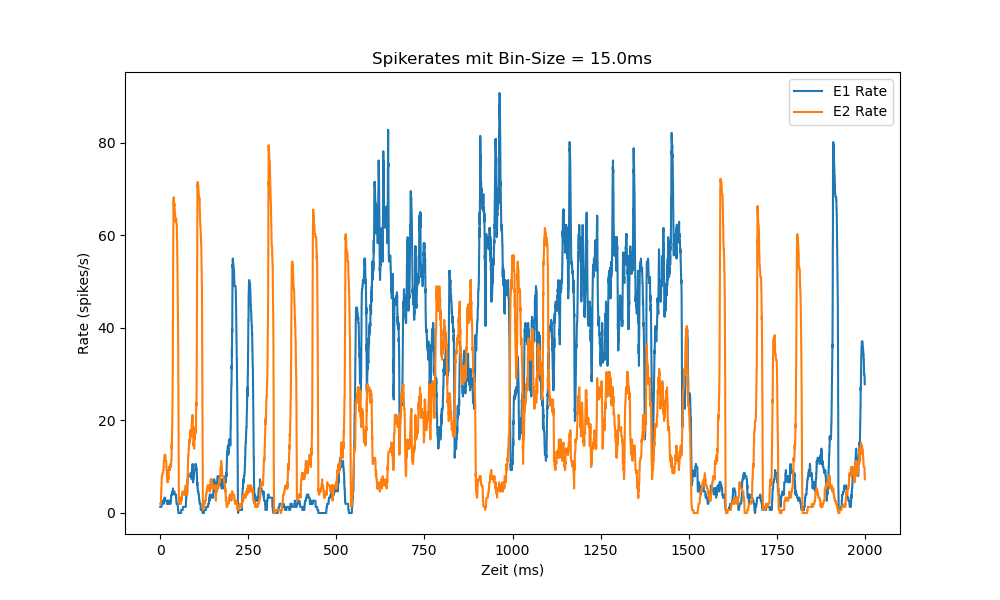 Spikerates mit Bin-Size = 15.0ms
E1 Rate
E2 Rate
Rate (spikes/s)
80
60
40
20
0
0 250 500 750 1000 1250 1500 1750 2000
Zeit (ms)